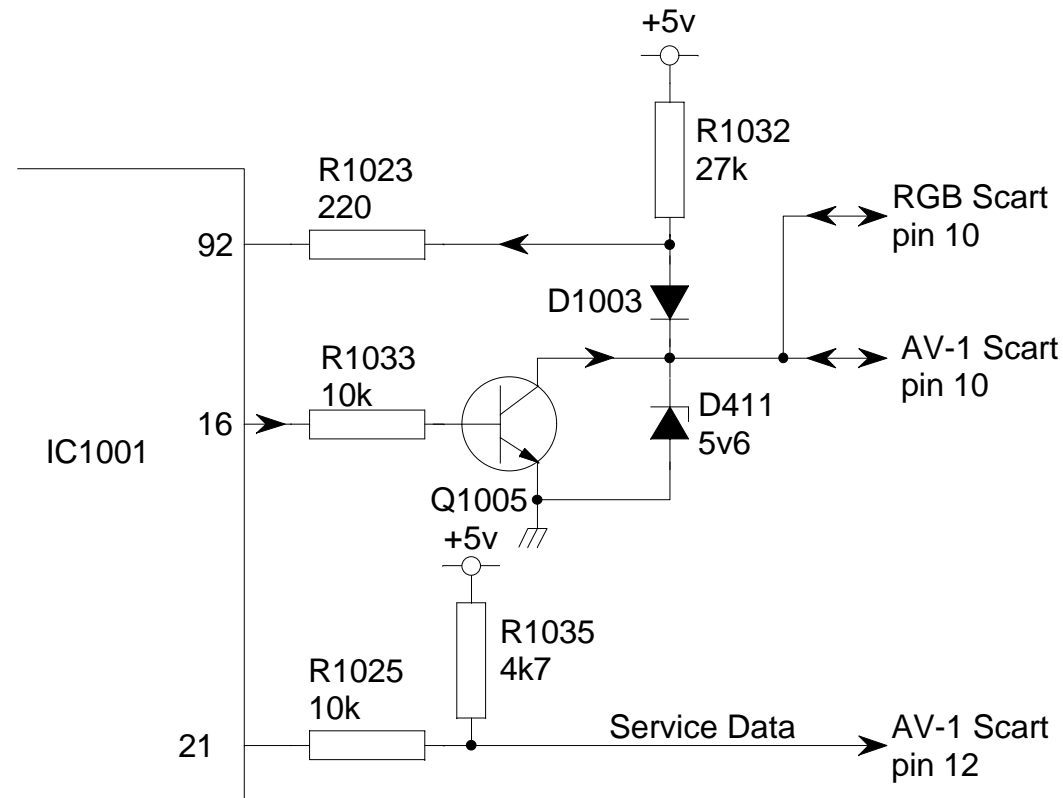 +5v
R1032
27k
R1023
220
RGB Scart
pin 10
92
D1003
AV-1 Scart
pin 10
R1033
10k
D411
5v6
16
IC1001
Q1005
+5v
R1035
4k7
R1025
10k
Service Data
AV-1 Scart
pin 12
21